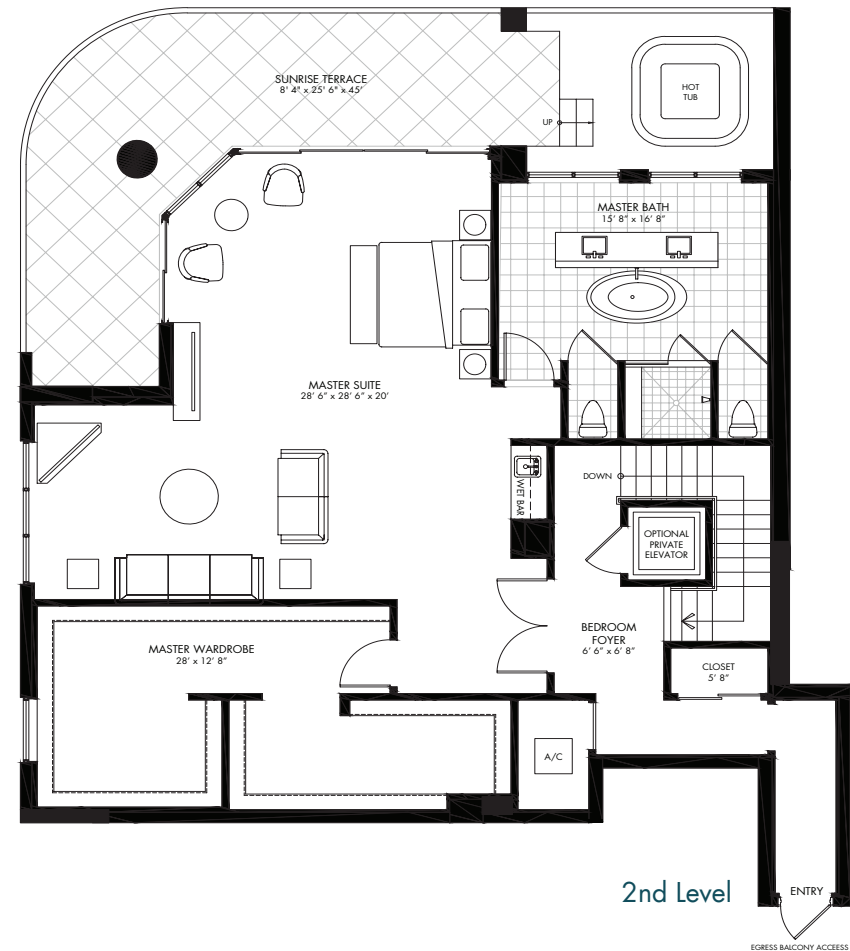 SUNRISE TERRACE
8' 4" x 25' 6" x 45'
HOT
TUB
UP
MASTER BATH
15' 8" x 16' 8"
MASTER SUITE
28' 6" x 28' 6" x 20'
WET BAR
DOWN
OPTIONAL
PRIVATE
ELEVATOR
BEDROOM
FOYER
6' 6" x 6' 8"
MASTER WARDROBE
28' x 12' 8"
CLOSET
5' 8"
A/C
2nd Level
ENTRY
EGRESS BALCONY ACCEESS